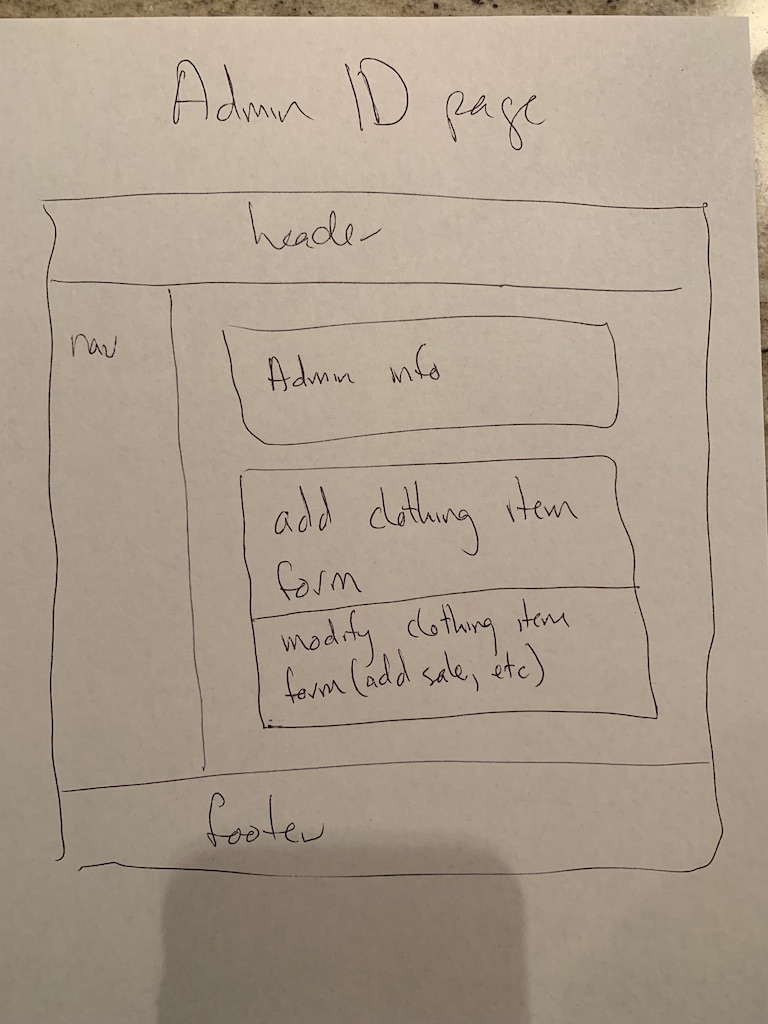 Admin ID page
header
nav
Admin info
add clothing item
form
modify clothing item
form (add sale, etc)
footer